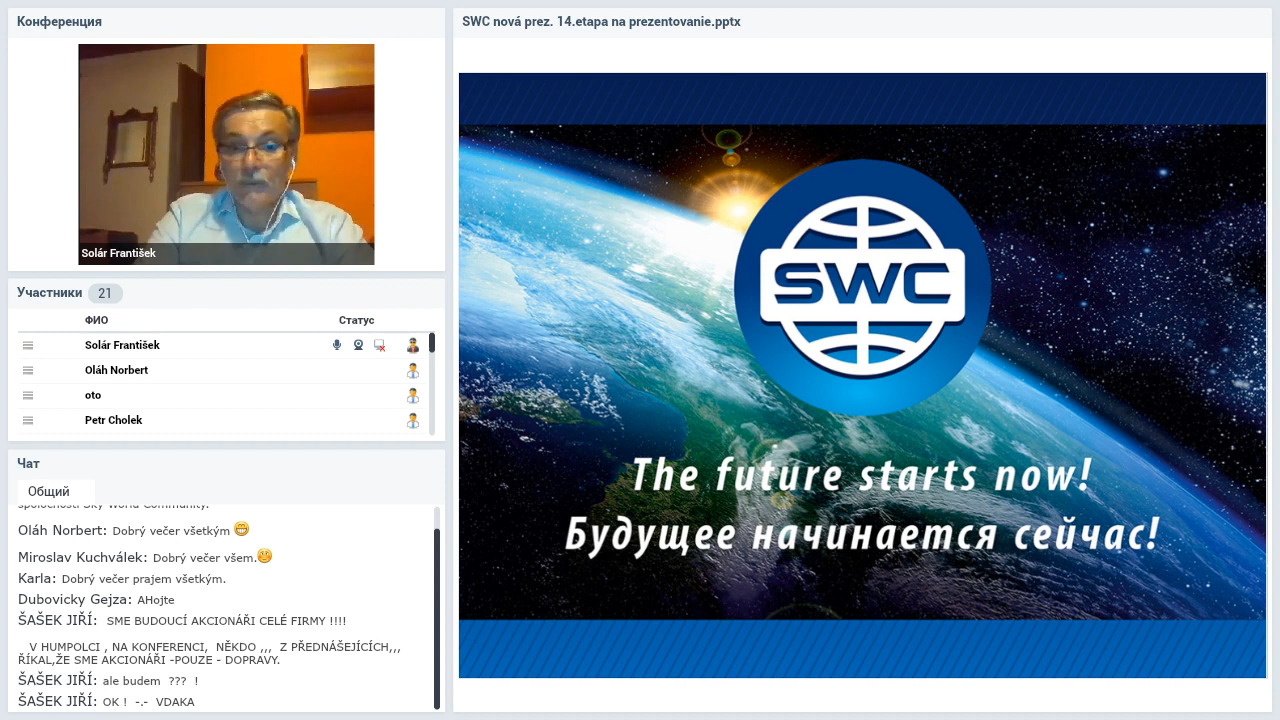 Конференция
Solár František
Участники 21
ФИО Статус
Solár František
Oláh Norbert
oto
Petr Cholek
Чат
Общий
spoločnosti Sky World Community.
Oláh Norbert: Dobrý večer všetkým
Miroslav Kuchválek: Dobrý večer všem.
Karla: Dobrý večer prajem všetkým.
Dubovicky Gejza: AHojte
ŠAŠEK JIŘÍ: SME BUDOUCÍ AKCIONÁŘI CELÉ FIRMY !!!!
V HUMPOLCI , NA KONFERENCI, NĚKDO ,,, Z PŘEDNÁŠEJÍCÍCH,,,
ŘÍKAL,ŽE SME AKCIONÁŘI -POUZE - DOPRAVY.
ŠAŠEK JIŘÍ: ale budem ??? !
ŠAŠEK JIŘÍ: OK ! -.- VDAKA
SWC nová prez. 14.etapa na prezentovanie.pptx
SWC
The future starts now!
Будущее начинается сейчас!